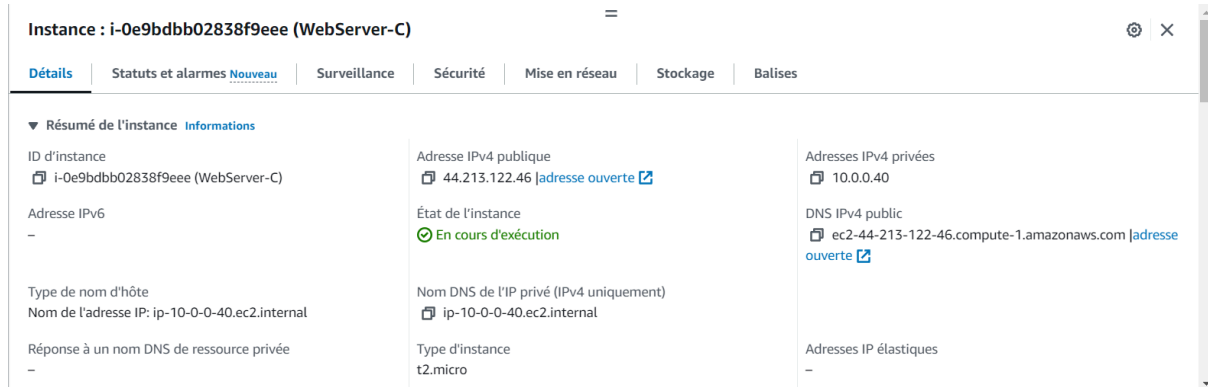 Instance : i-0e9bdbb02838f9eee (WebServer-C)
Détails
Statuts et alarmes Nouveau
Surveillance
Sécurité
Mise en réseau
Stockage
Balises
Résumé de l'instance Informations
ID d'instance
i-0e9bdbb02838f9eee (WebServer-C)
Adresse IPv4 publique
44.213.122.46 |adresse ouverte
Adresses IPv4 privées
10.0.0.40
Adresse IPv6
–
État de l'instance
En cours d'exécution
DNS IPv4 public
ec2-44-213-122-46.compute-1.amazonaws.com |adresse
ouverte
Type de nom d'hôte
Nom de l'adresse IP: ip-10-0-0-40.ec2.internal
Nom DNS de l'IP privé (IPv4 uniquement)
ip-10-0-0-40.ec2.internal
Réponse à un nom DNS de ressource privée
–
Type d'instance
t2.micro
Adresses IP élastiques
–